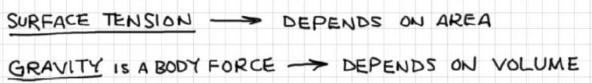 SURFACE TENSION → DEPENDS ON AREA
GRAVITY IS A BODY FORCE → DEPENDS ON VOLUME